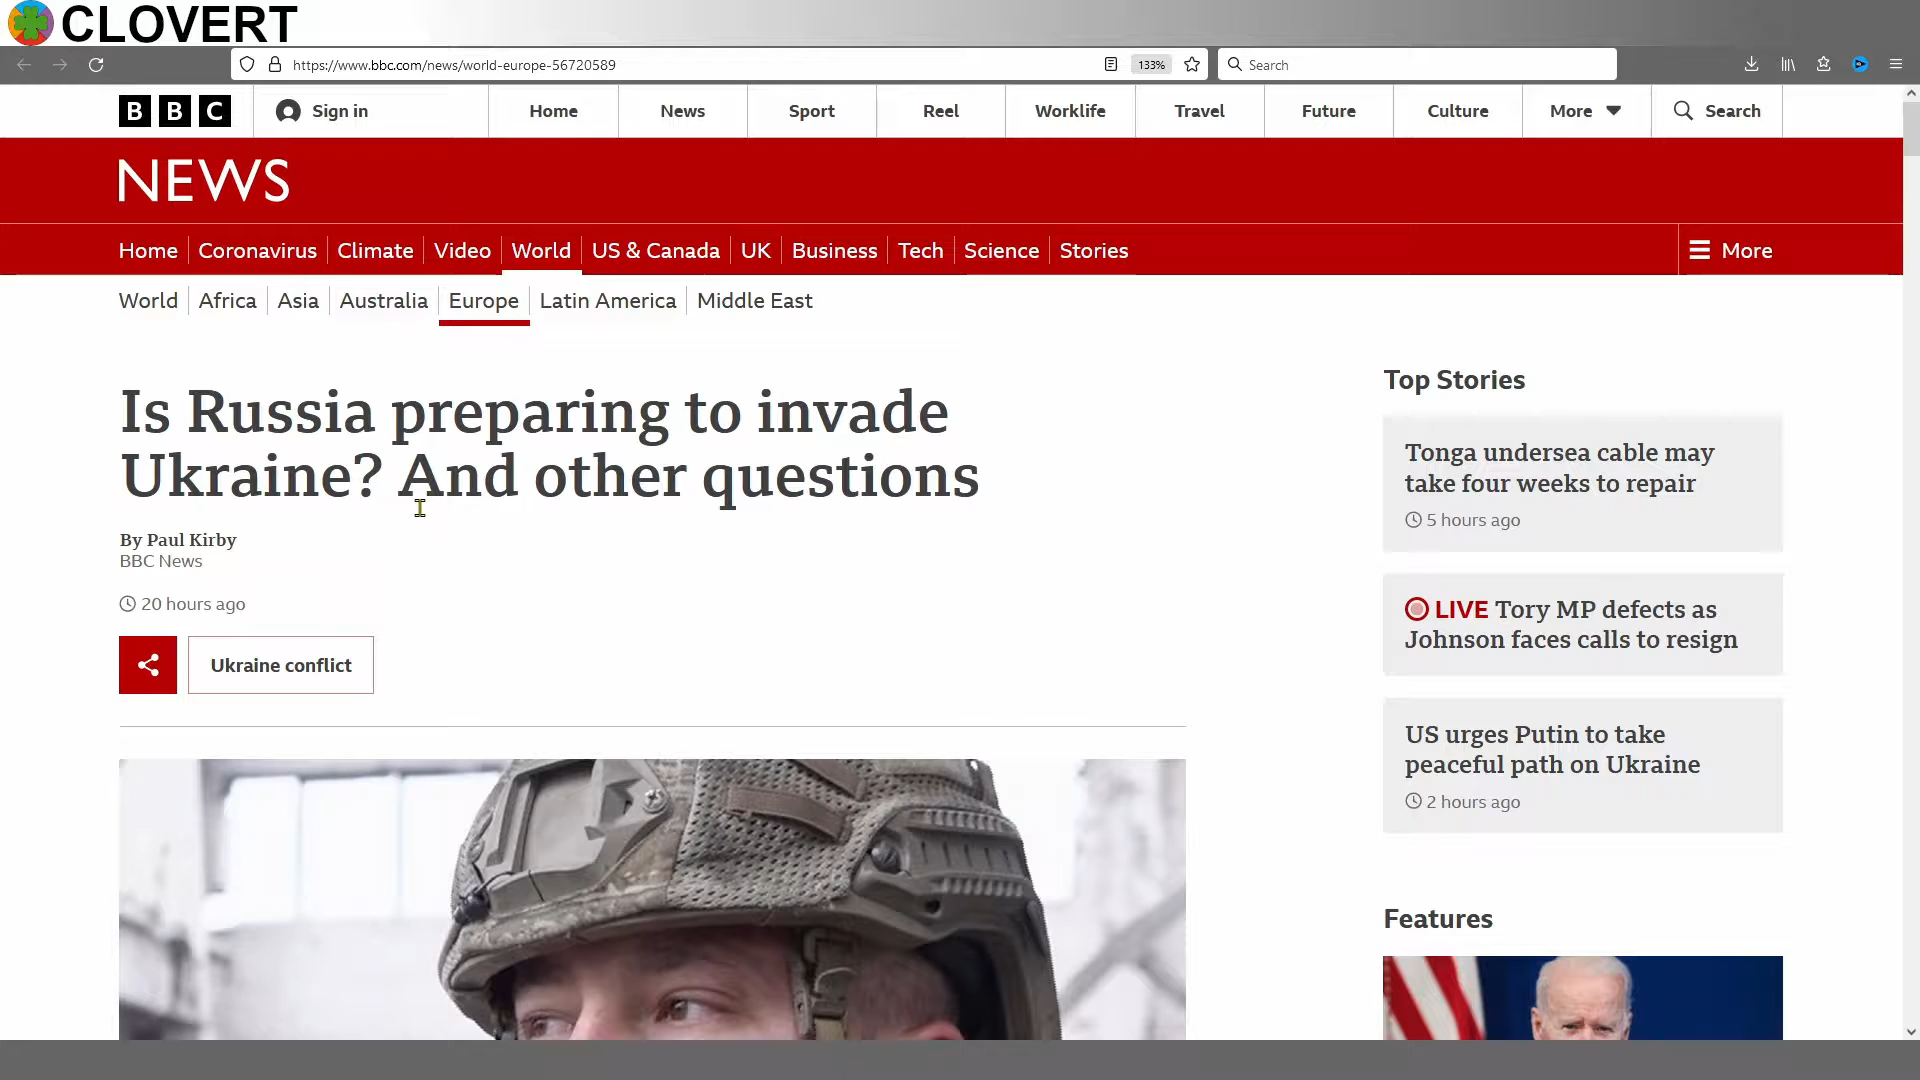 CLOVERT
https://www.bbc.com/news/world-europe-56720589
133%
Search
BBC
Sign in
Home
News
Sport
Reel
Worklife
Travel
Future
Culture
More
Search
NEWS
Home
Coronavirus
Climate
Video
World
US & Canada
UK
Business
Tech
Science
Stories
More
World
Africa
Asia
Australia
Europe
Latin America
Middle East
Is Russia preparing to invade
Ukraine? And other questions
By Paul Kirby
BBC News
20 hours ago
Ukraine conflict
Top Stories
Tonga undersea cable may
take four weeks to repair
5 hours ago
LIVE Tory MP defects as
Johnson faces calls to resign
US urges Putin to take
peaceful path on Ukraine
2 hours ago
Features